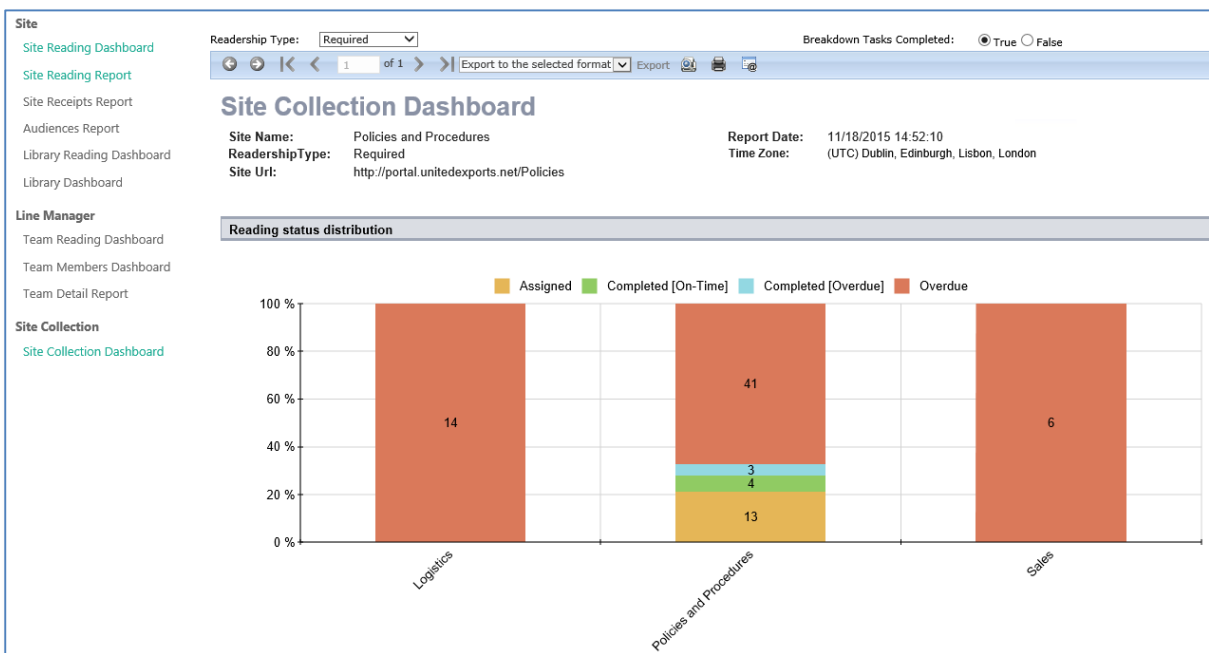 Site
Site Reading Dashboard
Site Reading Report
Site Receipts Report
Audiences Report
Library Reading Dashboard
Library Dashboard
Line Manager
Team Reading Dashboard
Team Members Dashboard
Team Detail Report
Site Collection
Site Collection Dashboard
Readership Type: Required Breakdown Tasks Completed: True False
1 of 1 Export to the selected format Export
Site Collection Dashboard
Site Name: Policies and Procedures Report Date: 11/18/2015 14:52:10
ReadershipType: Required Time Zone: (UTC) Dublin, Edinburgh, Lisbon, London
Site Url: http://portal.unitedexports.net/Policies
Reading status distribution
Assigned Completed [On-Time] Completed [Overdue] Overdue
100 %
80 %
60 %
40 %
20 %
0 %
14
41
3
4
13
6
Logistics
Policies and Procedures
Sales